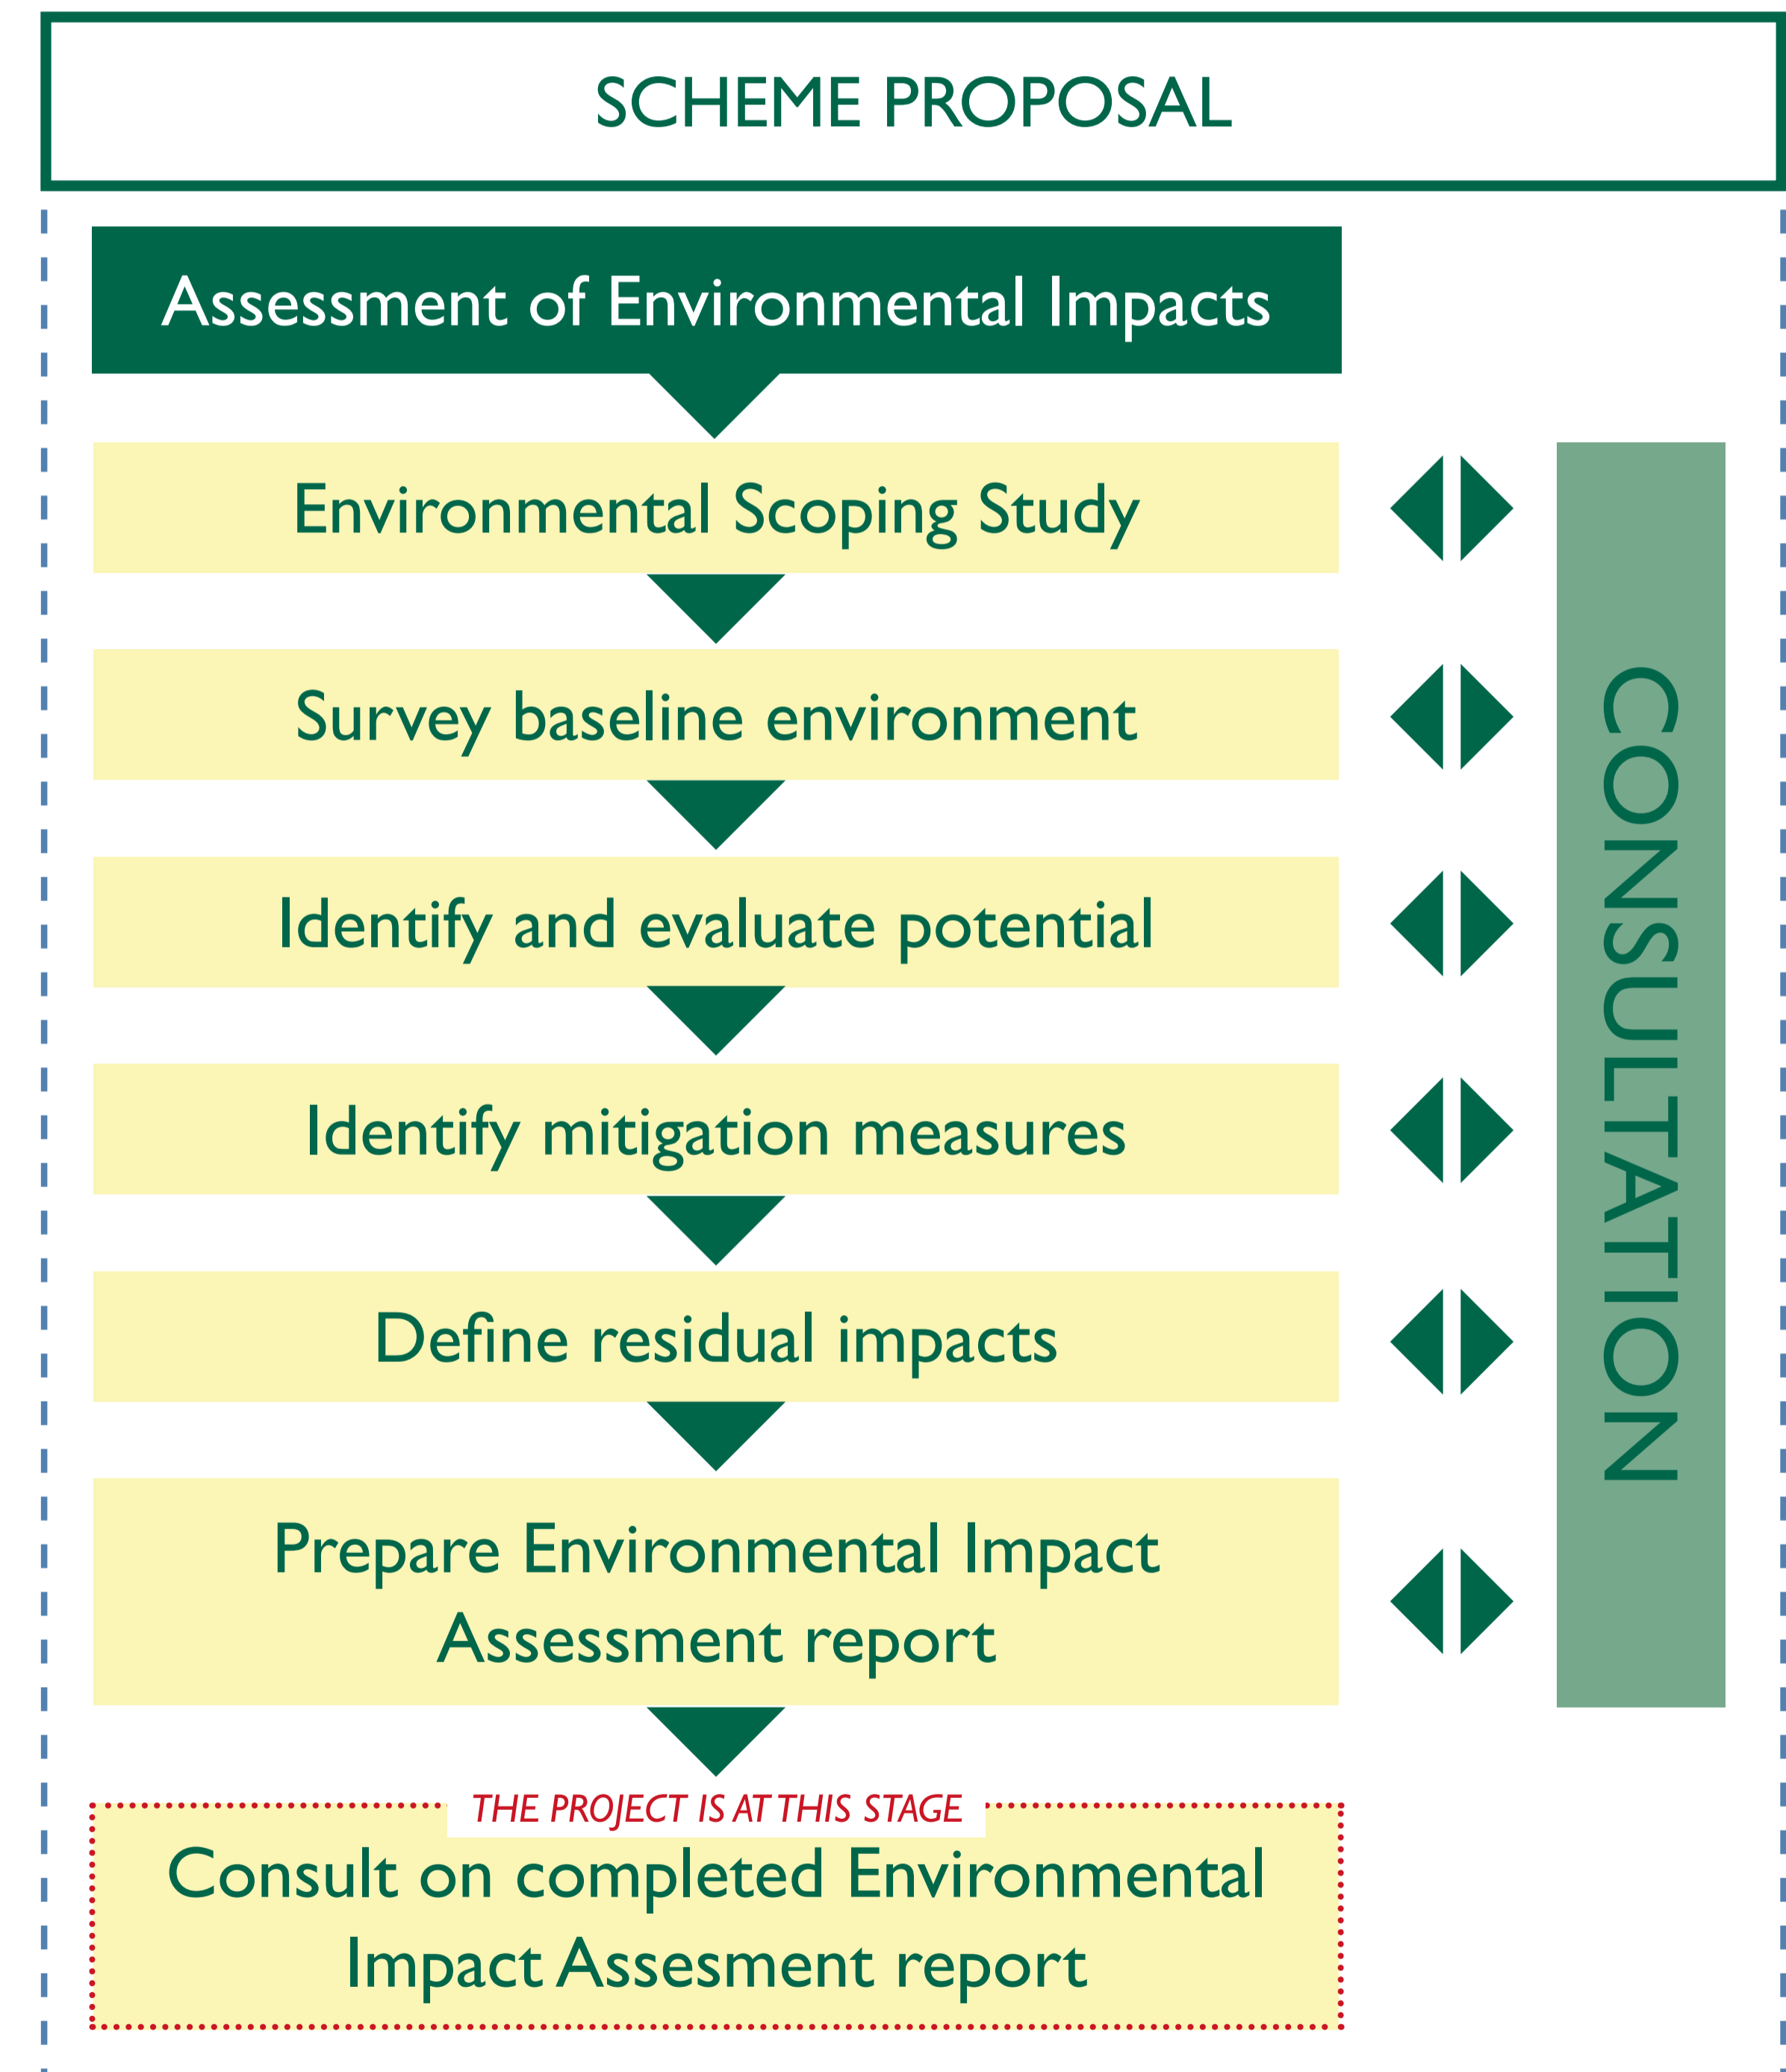 SCHEME PROPOSAL
Assessment of Environmental Impacts
Environmental Scoping Study
Survey baseline environment
Identify and evaluate potential
Identify mitigation measures
Define residual impacts
Prepare Environmental Impact
Assessment report
CONSULTATION
THE PROJECT IS AT THIS STAGE
Consult on completed Environmental
Impact Assessment report